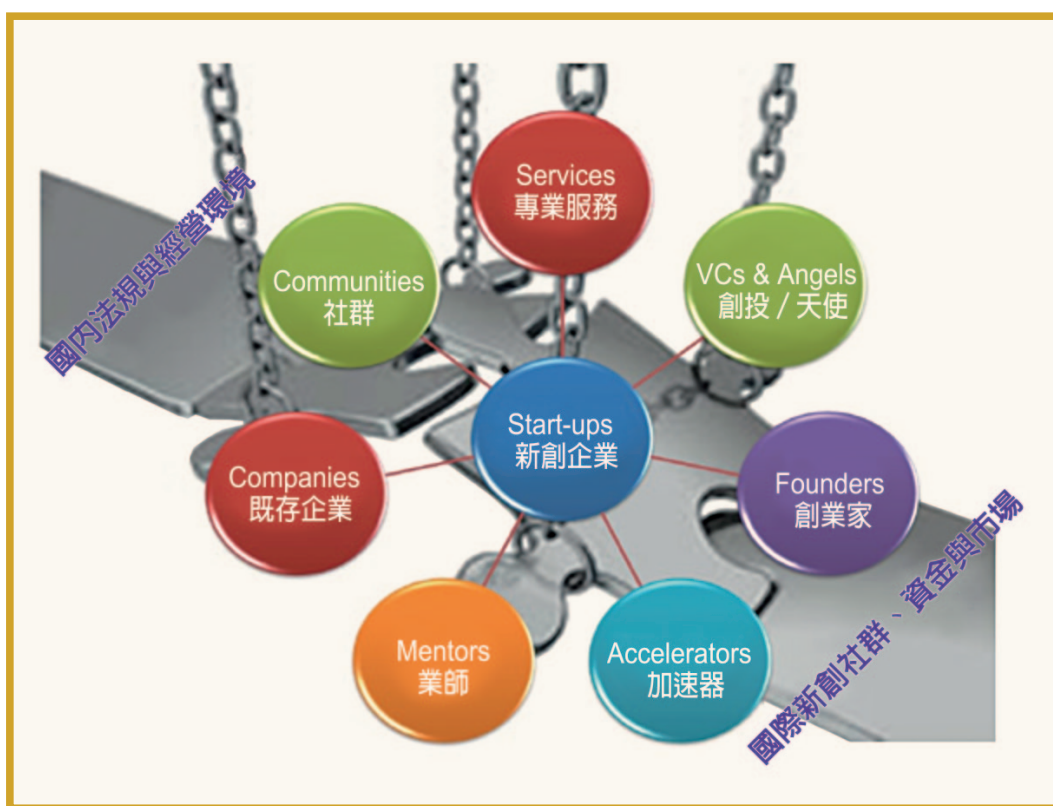 Services
專業服務
國內法規與經營環境
Communities
社群
VCs & Angels
創投 / 天使
Start-ups
新創企業
Companies
既存企業
Founders
創業家
Mentors
業師
Accelerators
加速器
國際新創社群、資金與市場